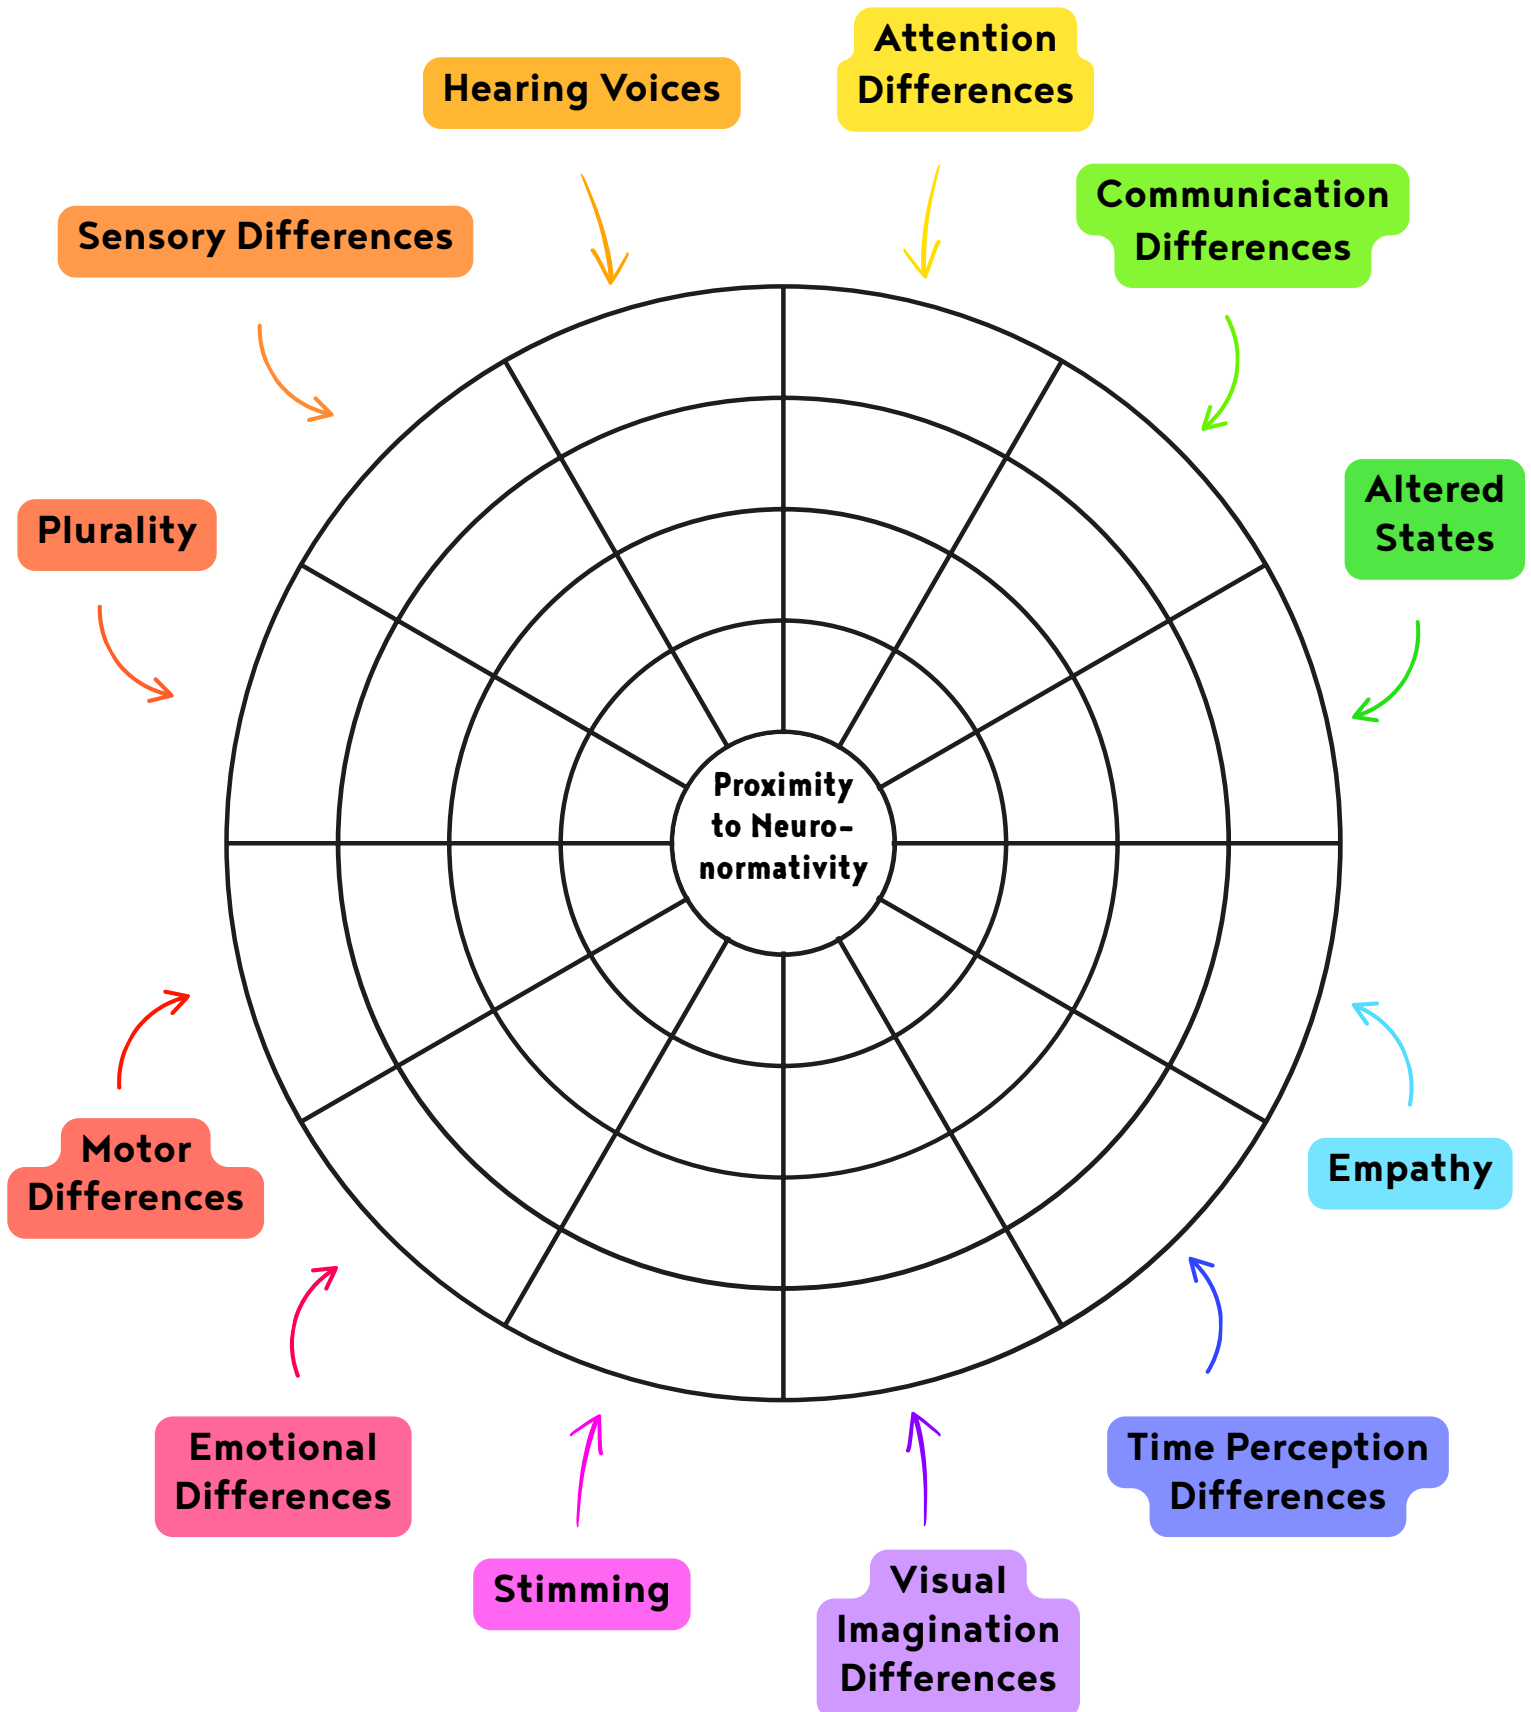 Attention
Differences
Hearing Voices
Communication
Differences
Sensory Differences
Altered
States
Plurality
Proximity
to Neuro-
normativity
Motor
Differences
Empathy
Emotional
Differences
Time Perception
Differences
Stimming
Visual
Imagination
Differences